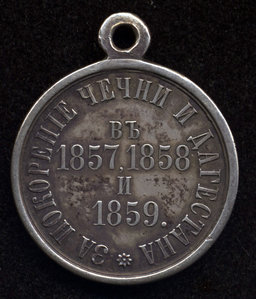 ЗА ПОКОРЕНІЕ ЧЕЧНИ И ДАГЕСТАНА
ВЪ
1857, 1858
И
1859.